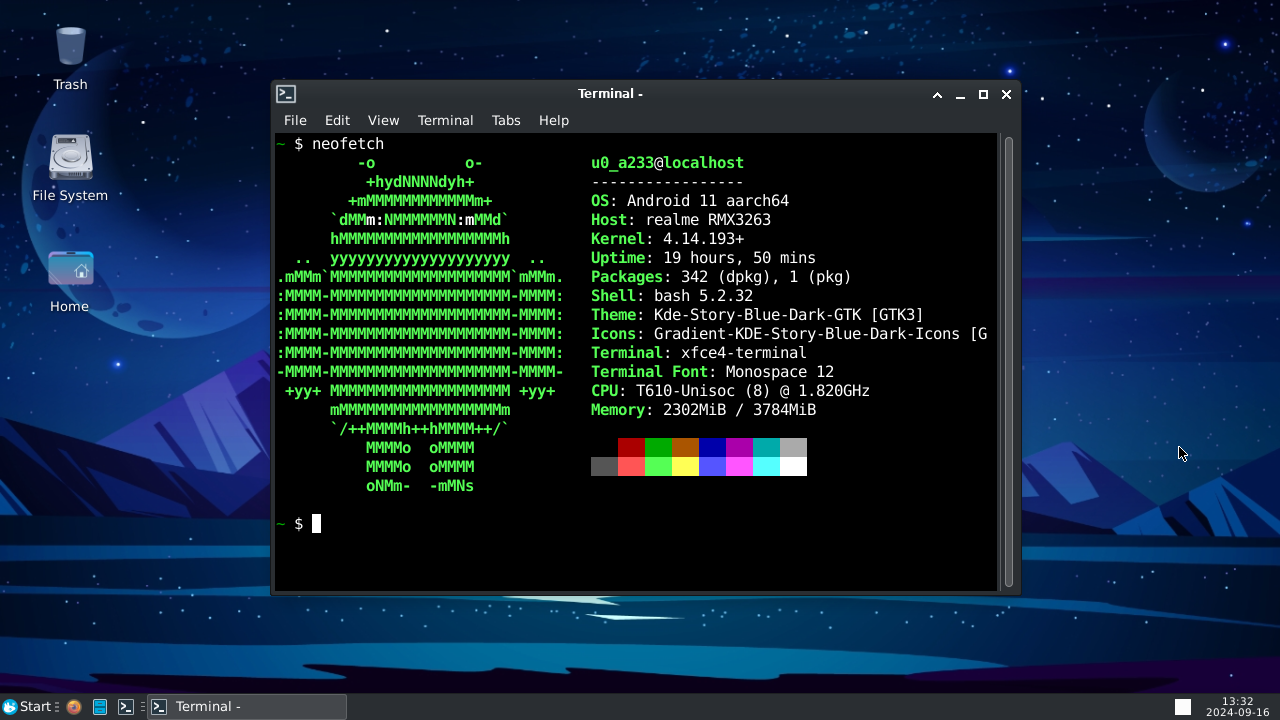 Trash
File System
Home
Terminal -
File Edit View Terminal Tabs Help
~ $ neofetch
         -o          o-            u0_a233@localhost
          +hydNNNNdyh+             -----------------
        +mMMMMMMMMMMMMm+           OS: Android 11 aarch64
      `dMMm:NMMMMMMN:mMMd`         Host: realme RMX3263
      hMMMMMMMMMMMMMMMMMMh         Kernel: 4.14.193+
  ..  yyyyyyyyyyyyyyyyyyyy  ..     Uptime: 19 hours, 50 mins
.mMMm`MMMMMMMMMMMMMMMMMMMM`mMMm.   Packages: 342 (dpkg), 1 (pkg)
:MMMM-MMMMMMMMMMMMMMMMMMMM-MMMM:   Shell: bash 5.2.32
:MMMM-MMMMMMMMMMMMMMMMMMMM-MMMM:   Theme: Kde-Story-Blue-Dark-GTK [GTK3]
:MMMM-MMMMMMMMMMMMMMMMMMMM-MMMM:   Icons: Gradient-KDE-Story-Blue-Dark-Icons [G
:MMMM-MMMMMMMMMMMMMMMMMMMM-MMMM:   Terminal: xfce4-terminal
-MMMM-MMMMMMMMMMMMMMMMMMMM-MMMM-   Terminal Font: Monospace 12
 +yy+ MMMMMMMMMMMMMMMMMMMM +yy+    CPU: T610-Unisoc (8) @ 1.820GHz
      mMMMMMMMMMMMMMMMMMMm         Memory: 2302MiB / 3784MiB
      `/++MMMMh++hMMMM++/`
          MMMMo  oMMMM
          MMMMo  oMMMM
          oNMm-  -mMNs
~ $
Start Terminal - 13:32
2024-09-16